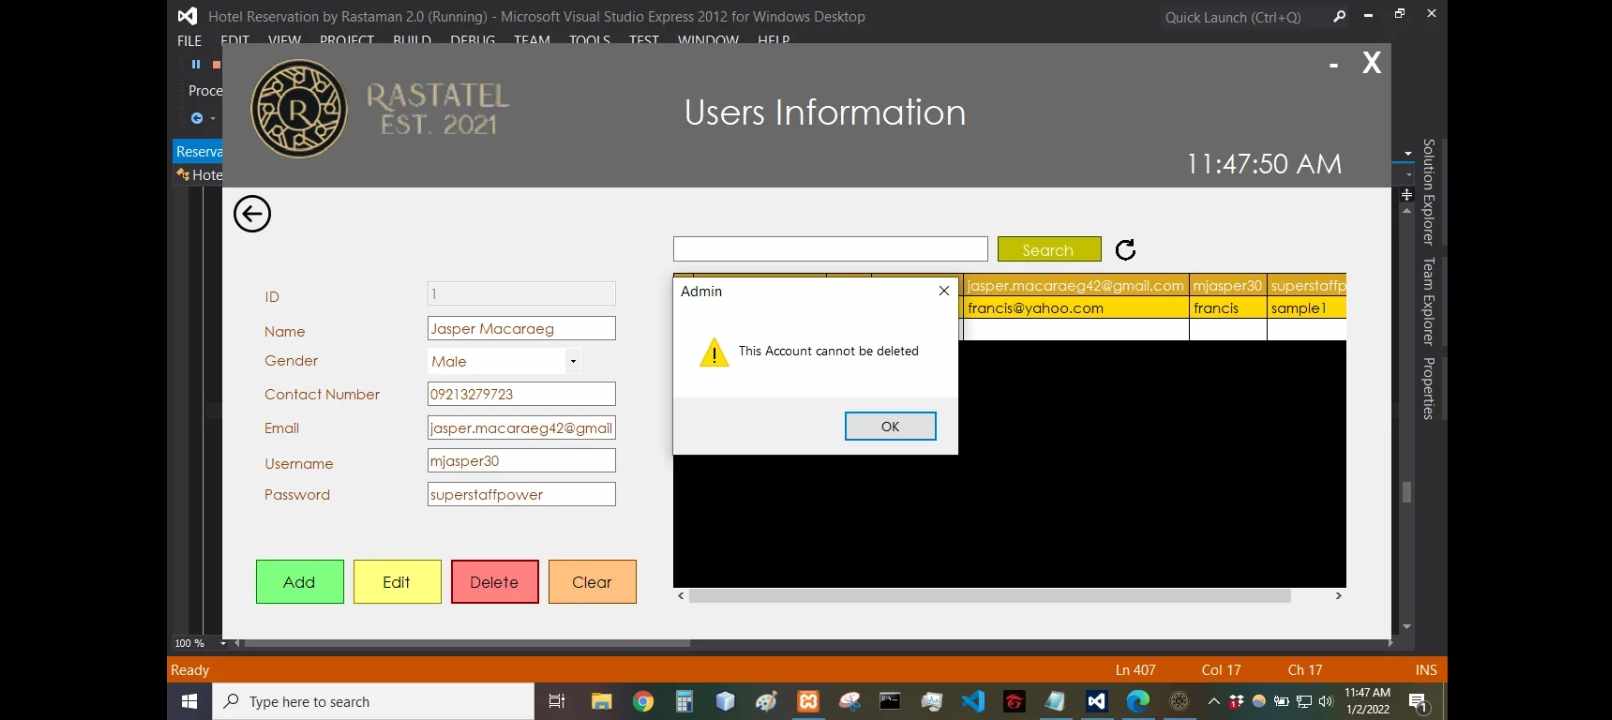 Hotel Reservation by Rastaman 2.0 (Running) - Microsoft Visual Studio Express 2012 for Windows Desktop
Quick Launch (Ctrl+Q)
FILE EDIT VIEW PROJECT BUILD DEBUG TEAM TOOLS TEST WINDOW HELP
- X
R
RASTATEL
EST. 2021
Users Information
11:47:50 AM
Proce
Reserva
Hote
Solution Explorer
Team Explorer
Properties
Search
ID 1
Name Jasper Macaraeg
Gender Male
Contact Number 09213279723
Email jasper.macaraeg42@gmail
Username mjasper30
Password superstaffpower
jasper.macaraeg42@gmail.com mjasper30 superstaffp
francis@yahoo.com francis sample1
Admin
This Account cannot be deleted
OK
Add Edit Delete Clear
100 %
Ready Ln 407 Col 17 Ch 17 INS
Type here to search
11:47 AM
1/2/2022
1